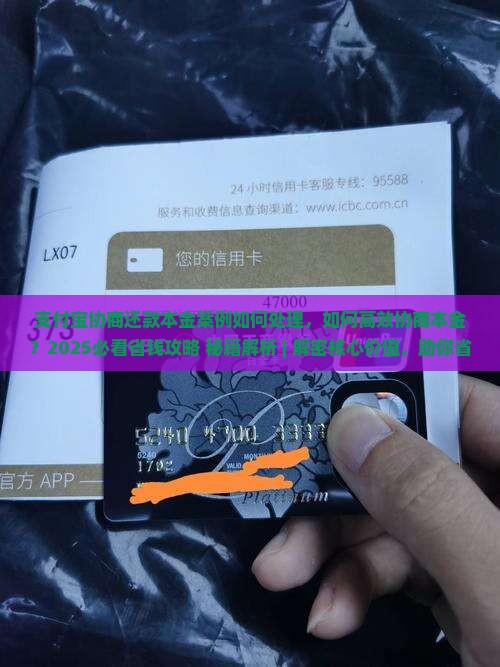 24 小时信用卡客服专线：95588
服务和收费信息查询渠道：www.icbc.com.cn
LX07
您的信用卡
47000
支付宝协商还款本金案例如何处理，如何高效协商本金
？2025必看省钱攻略 秘籍解析|解密核心价值，助你省
373
官方 APP
Platinum